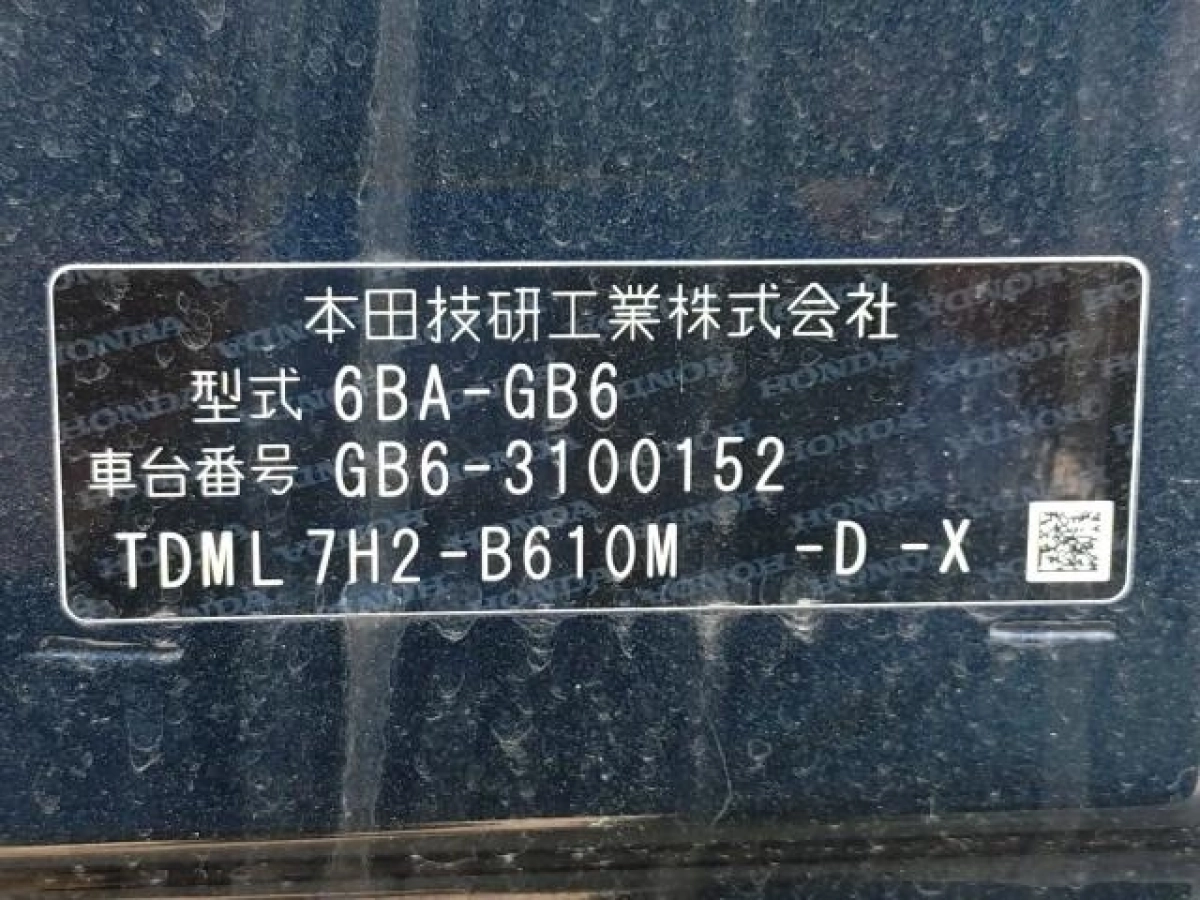 本田技研工業株式会社
型式 6BA-GB6
車台番号 GB6-3100152
TDML7H2-B610M -D -X